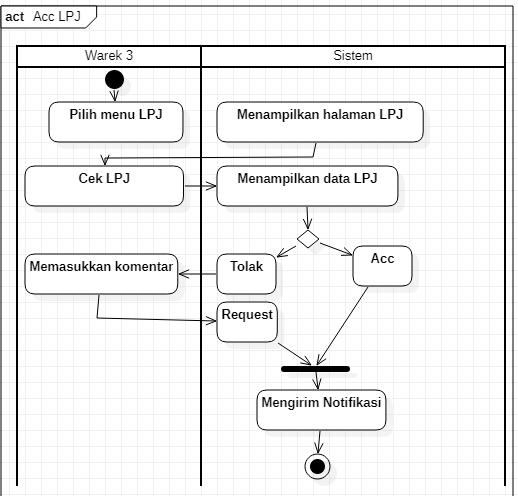 act Acc LPJ
Warek 3
Sistem
Pilih menu LPJ
Menampilkan halaman LPJ
Cek LPJ
Menampilkan data LPJ
Memasukkan komentar
Tolak
Acc
Request
Mengirim Notifikasi